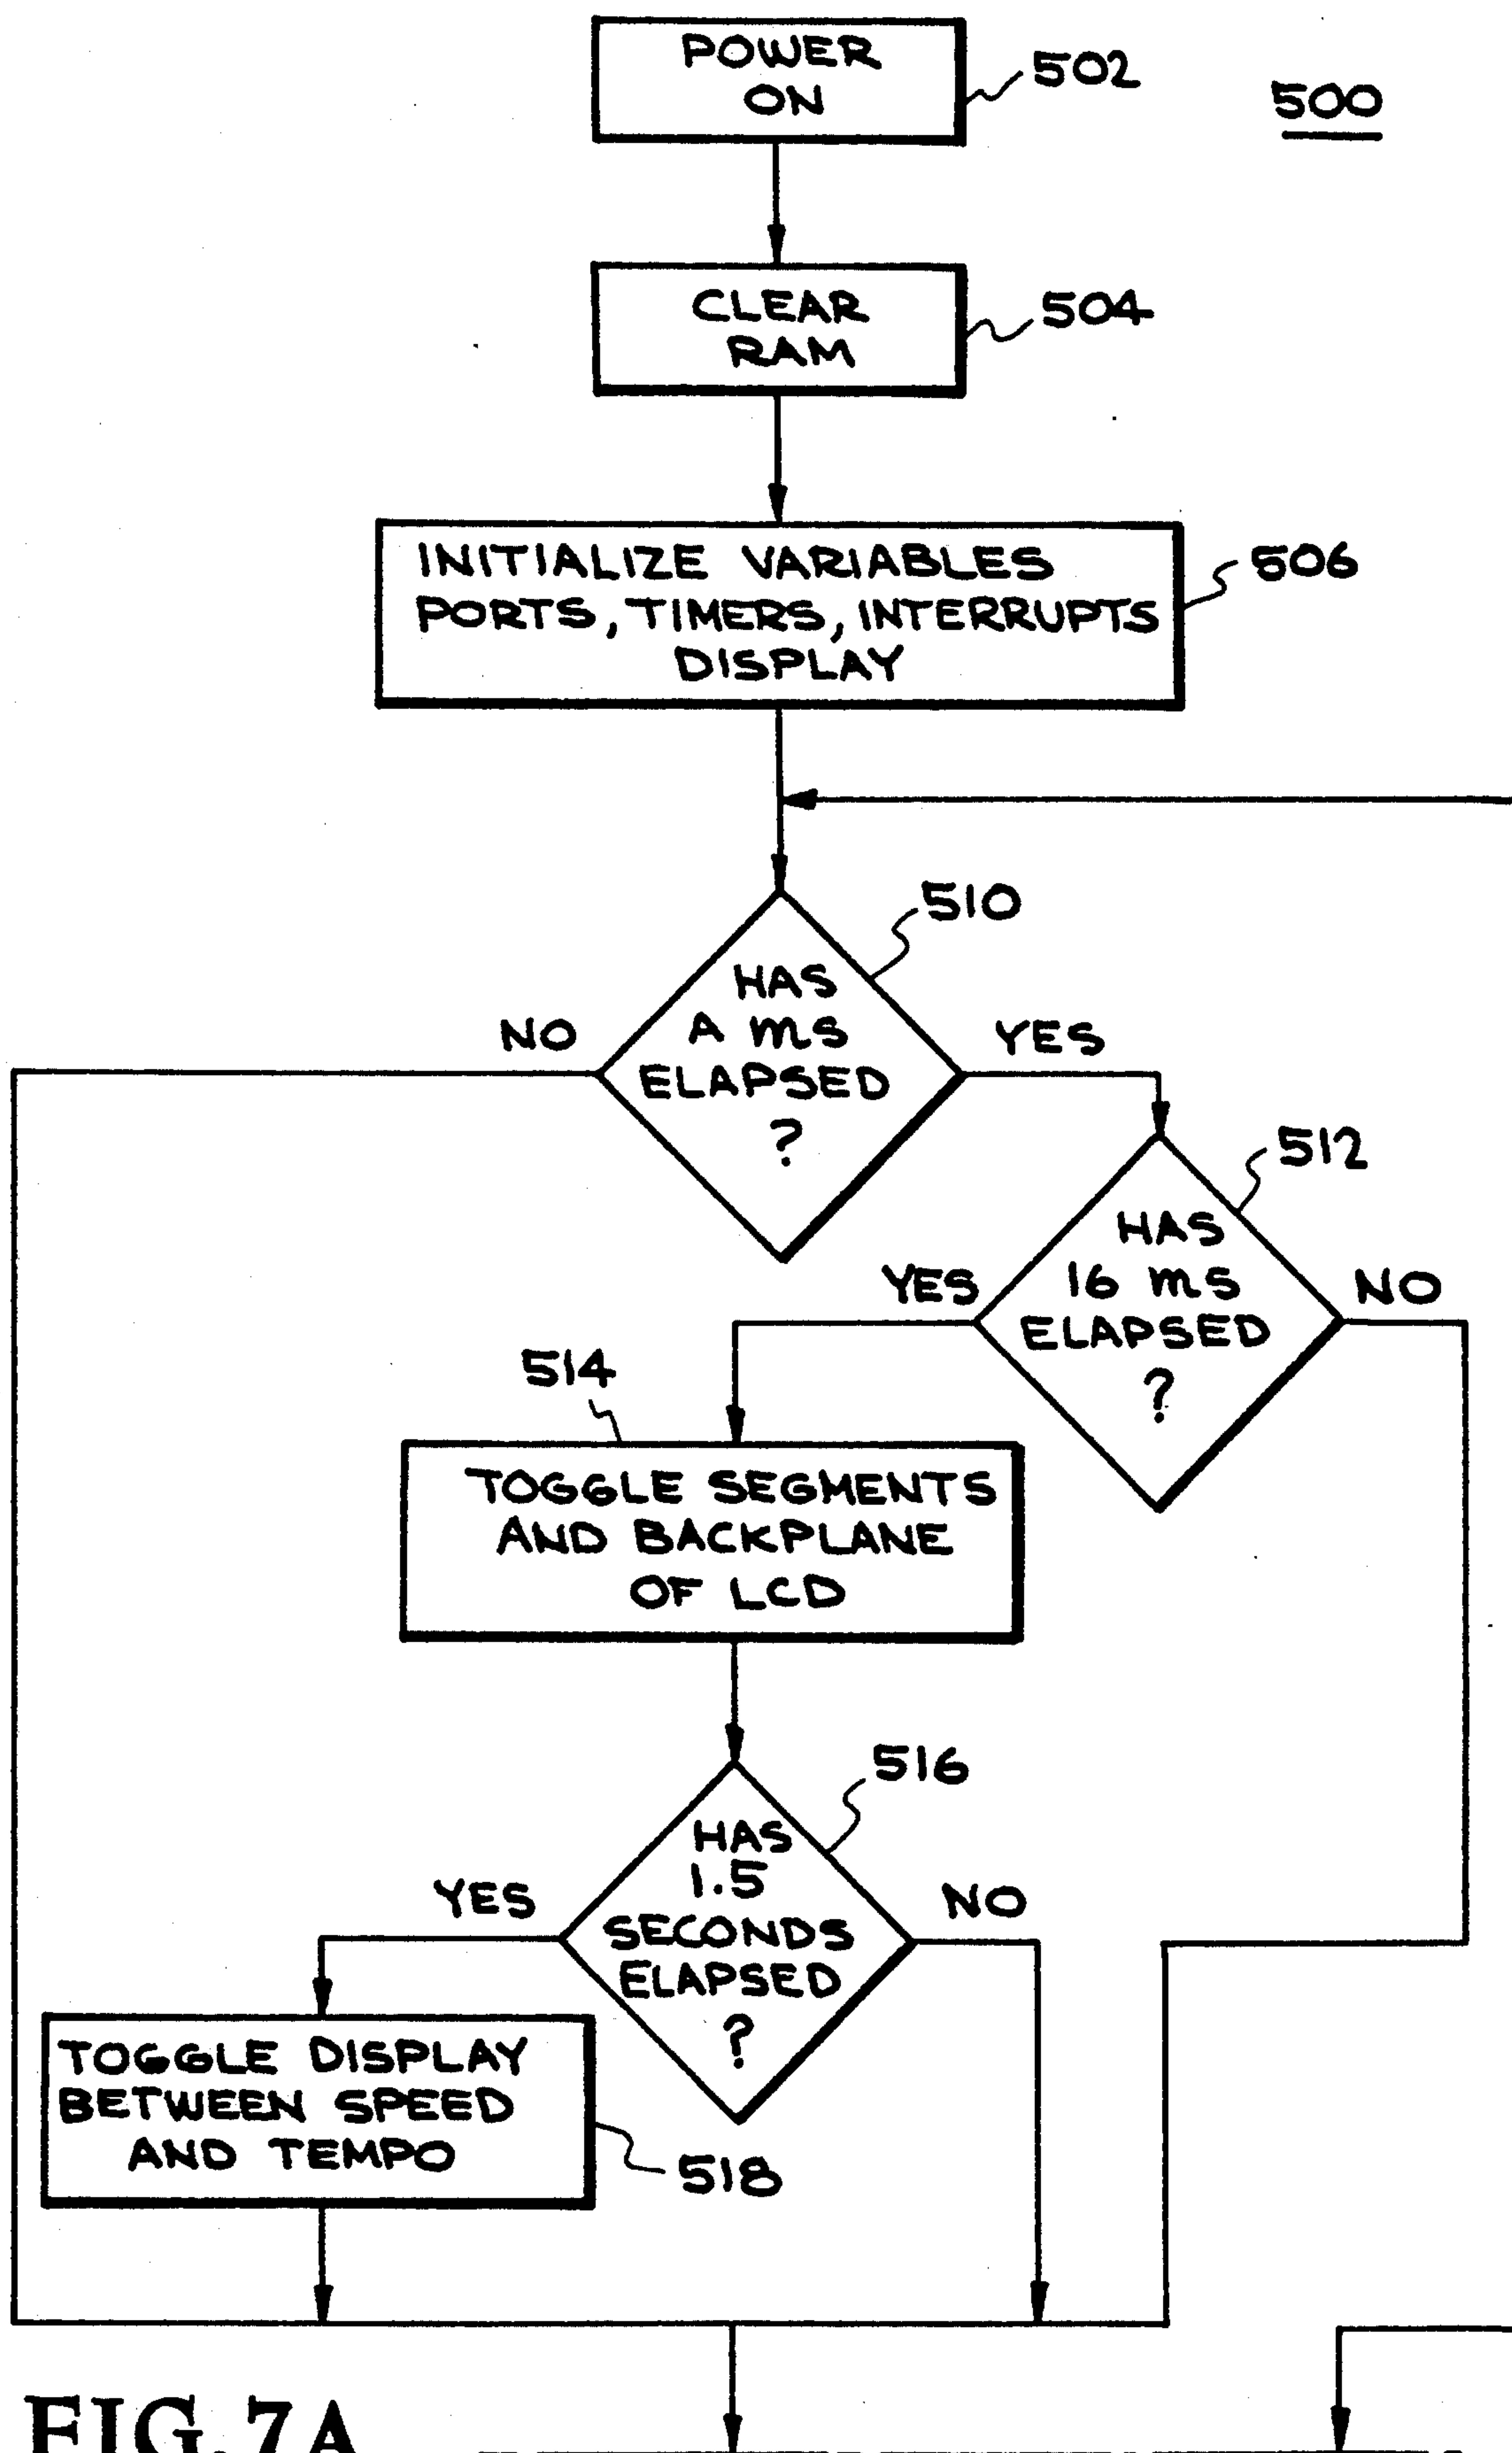 POWER
ON
502
500
CLEAR
RAM
504
INITIALIZE VARIABLES
PORTS, TIMERS, INTERRUPTS
DISPLAY
506
510
HAS
A ms
ELAPSED
?
NO
YES
512
HAS
16 ms
ELAPSED
?
YES
NO
514
TOGGLE SEGMENTS
AND BACKPLANE
OF LCD
516
HAS
1.5
SECONDS
ELAPSED
?
YES
NO
TOGGLE DISPLAY
BETWEEN SPEED
AND TEMPO
518
FIG. 7A